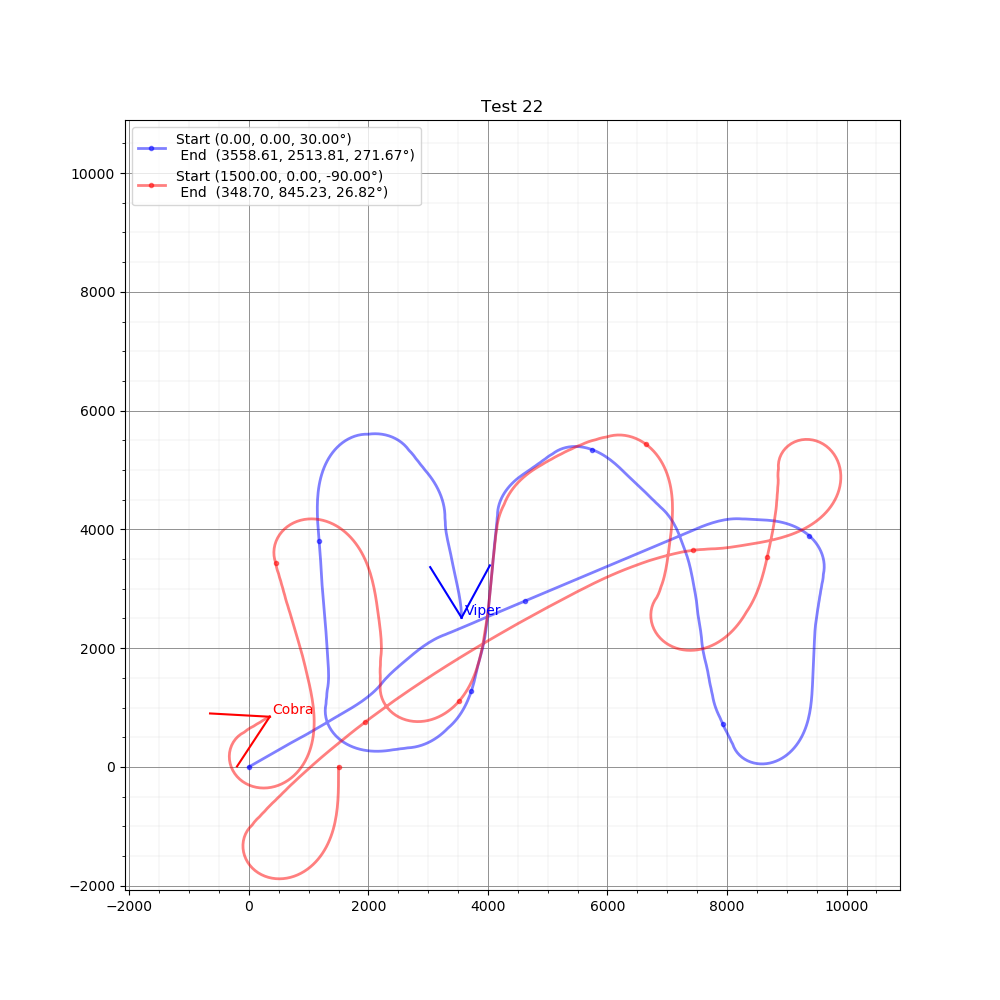 Test 22
Start (0.00, 0.00, 30.00°)
End (3558.61, 2513.81, 271.67°)
Start (1500.00, 0.00, -90.00°)
End (348.70, 845.23, 26.82°)
10000
8000
6000
4000
2000
0
−2000
Viper
Cobra
−2000 0 2000 4000 6000 8000 10000